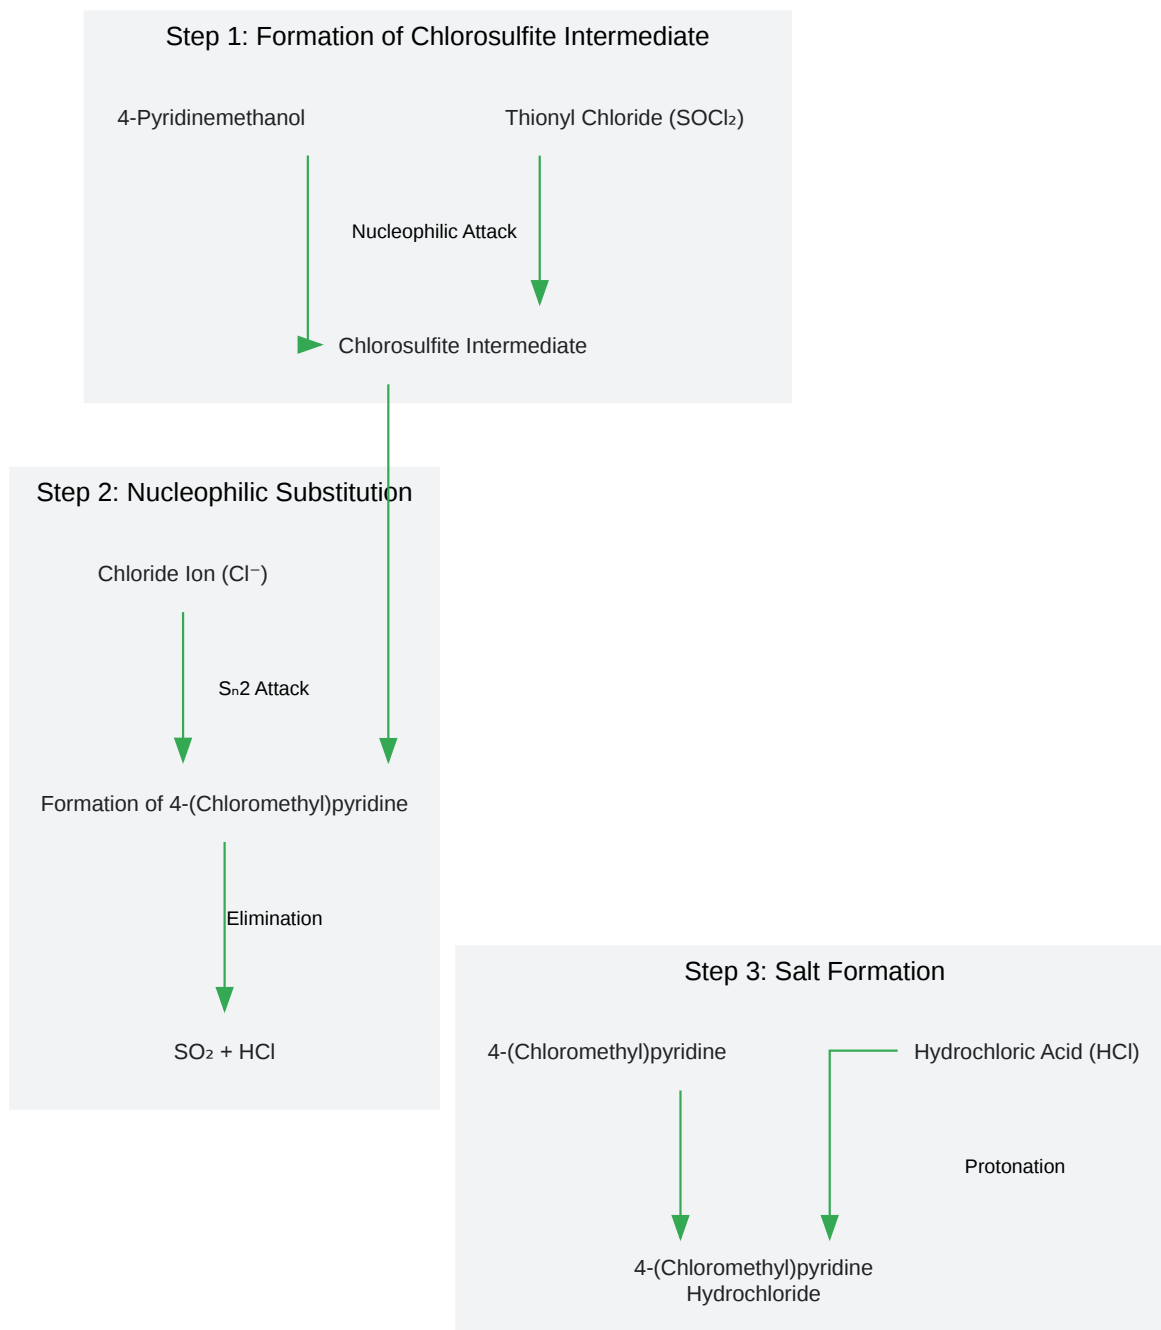 Step 1: Formation of Chlorosulfite Intermediate
4-Pyridinemethanol
Thionyl Chloride (SOCl₂)
Nucleophilic Attack
Chlorosulfite Intermediate
Step 2: Nucleophilic Substitution
Chloride Ion (Cl⁻)
Sₙ2 Attack
Formation of 4-(Chloromethyl)pyridine
Elimination
SO₂ + HCl
Step 3: Salt Formation
4-(Chloromethyl)pyridine
Hydrochloric Acid (HCl)
Protonation
4-(Chloromethyl)pyridine
Hydrochloride